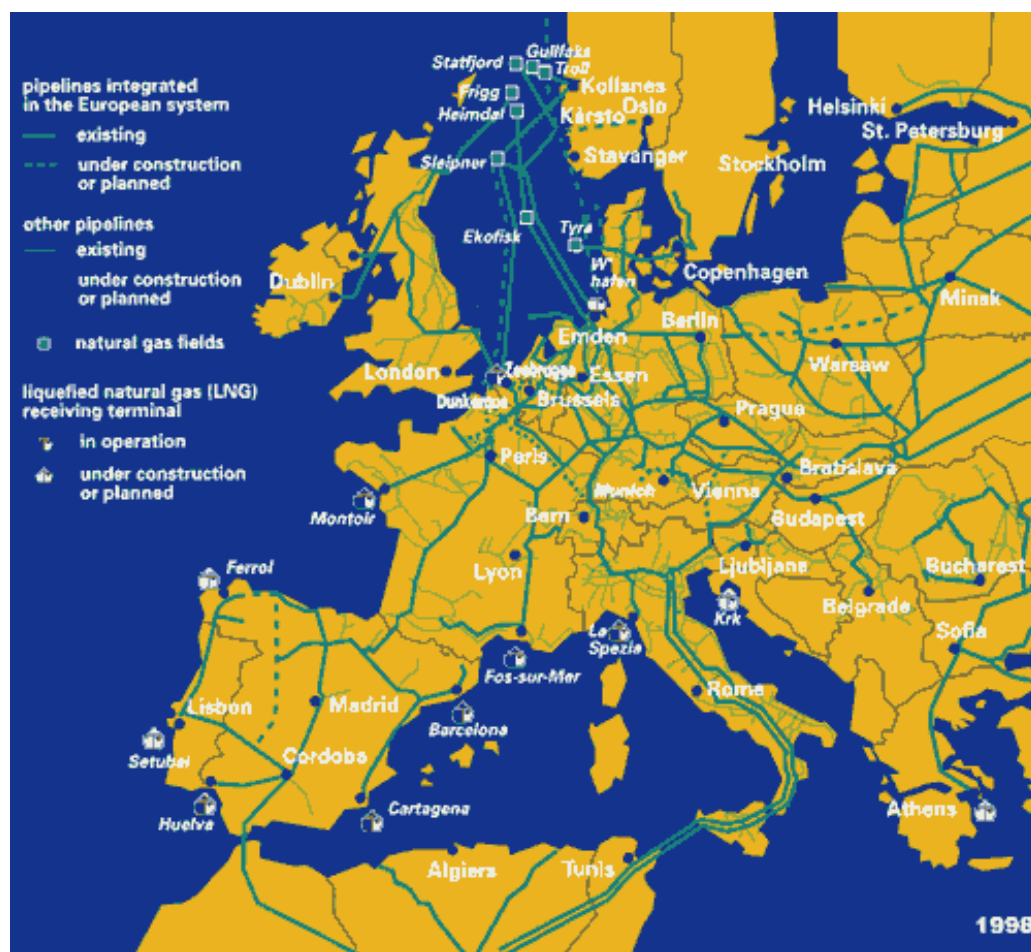 pipelines integrated
in the European system
existing
under construction
or planned
other pipelines
existing
under construction
or planned
natural gas fields
liquefied natural gas (LNG)
receiving terminal
in operation
under construction
or planned
Statfjord
Gullfaks
Troll
Frigg
Heimdal
Kollsnes
Kårsto
Oslo
Sleipner
Stavanger
Stockholm
Helsinki
St. Petersburg
Ekofisk
Tyra
W'
hafen
Copenhagen
Dublin
Minsk
Emden
Berlin
Warsaw
London
Zeebrugge
Essen
Dunkerque
Brussels
Prague
Paris
Bratislava
Munich
Vienna
Budapest
Montoir
Bern
Lyon
Ljubljana
Bucharest
Belgrade
Ferrol
Krk
Sofia
La
Spezia
Fos-sur-Mer
Rome
Lisbon
Madrid
Barcelona
Setubal
Cordoba
Huelva
Cartagena
Athens
Algiers
Tunis
1998